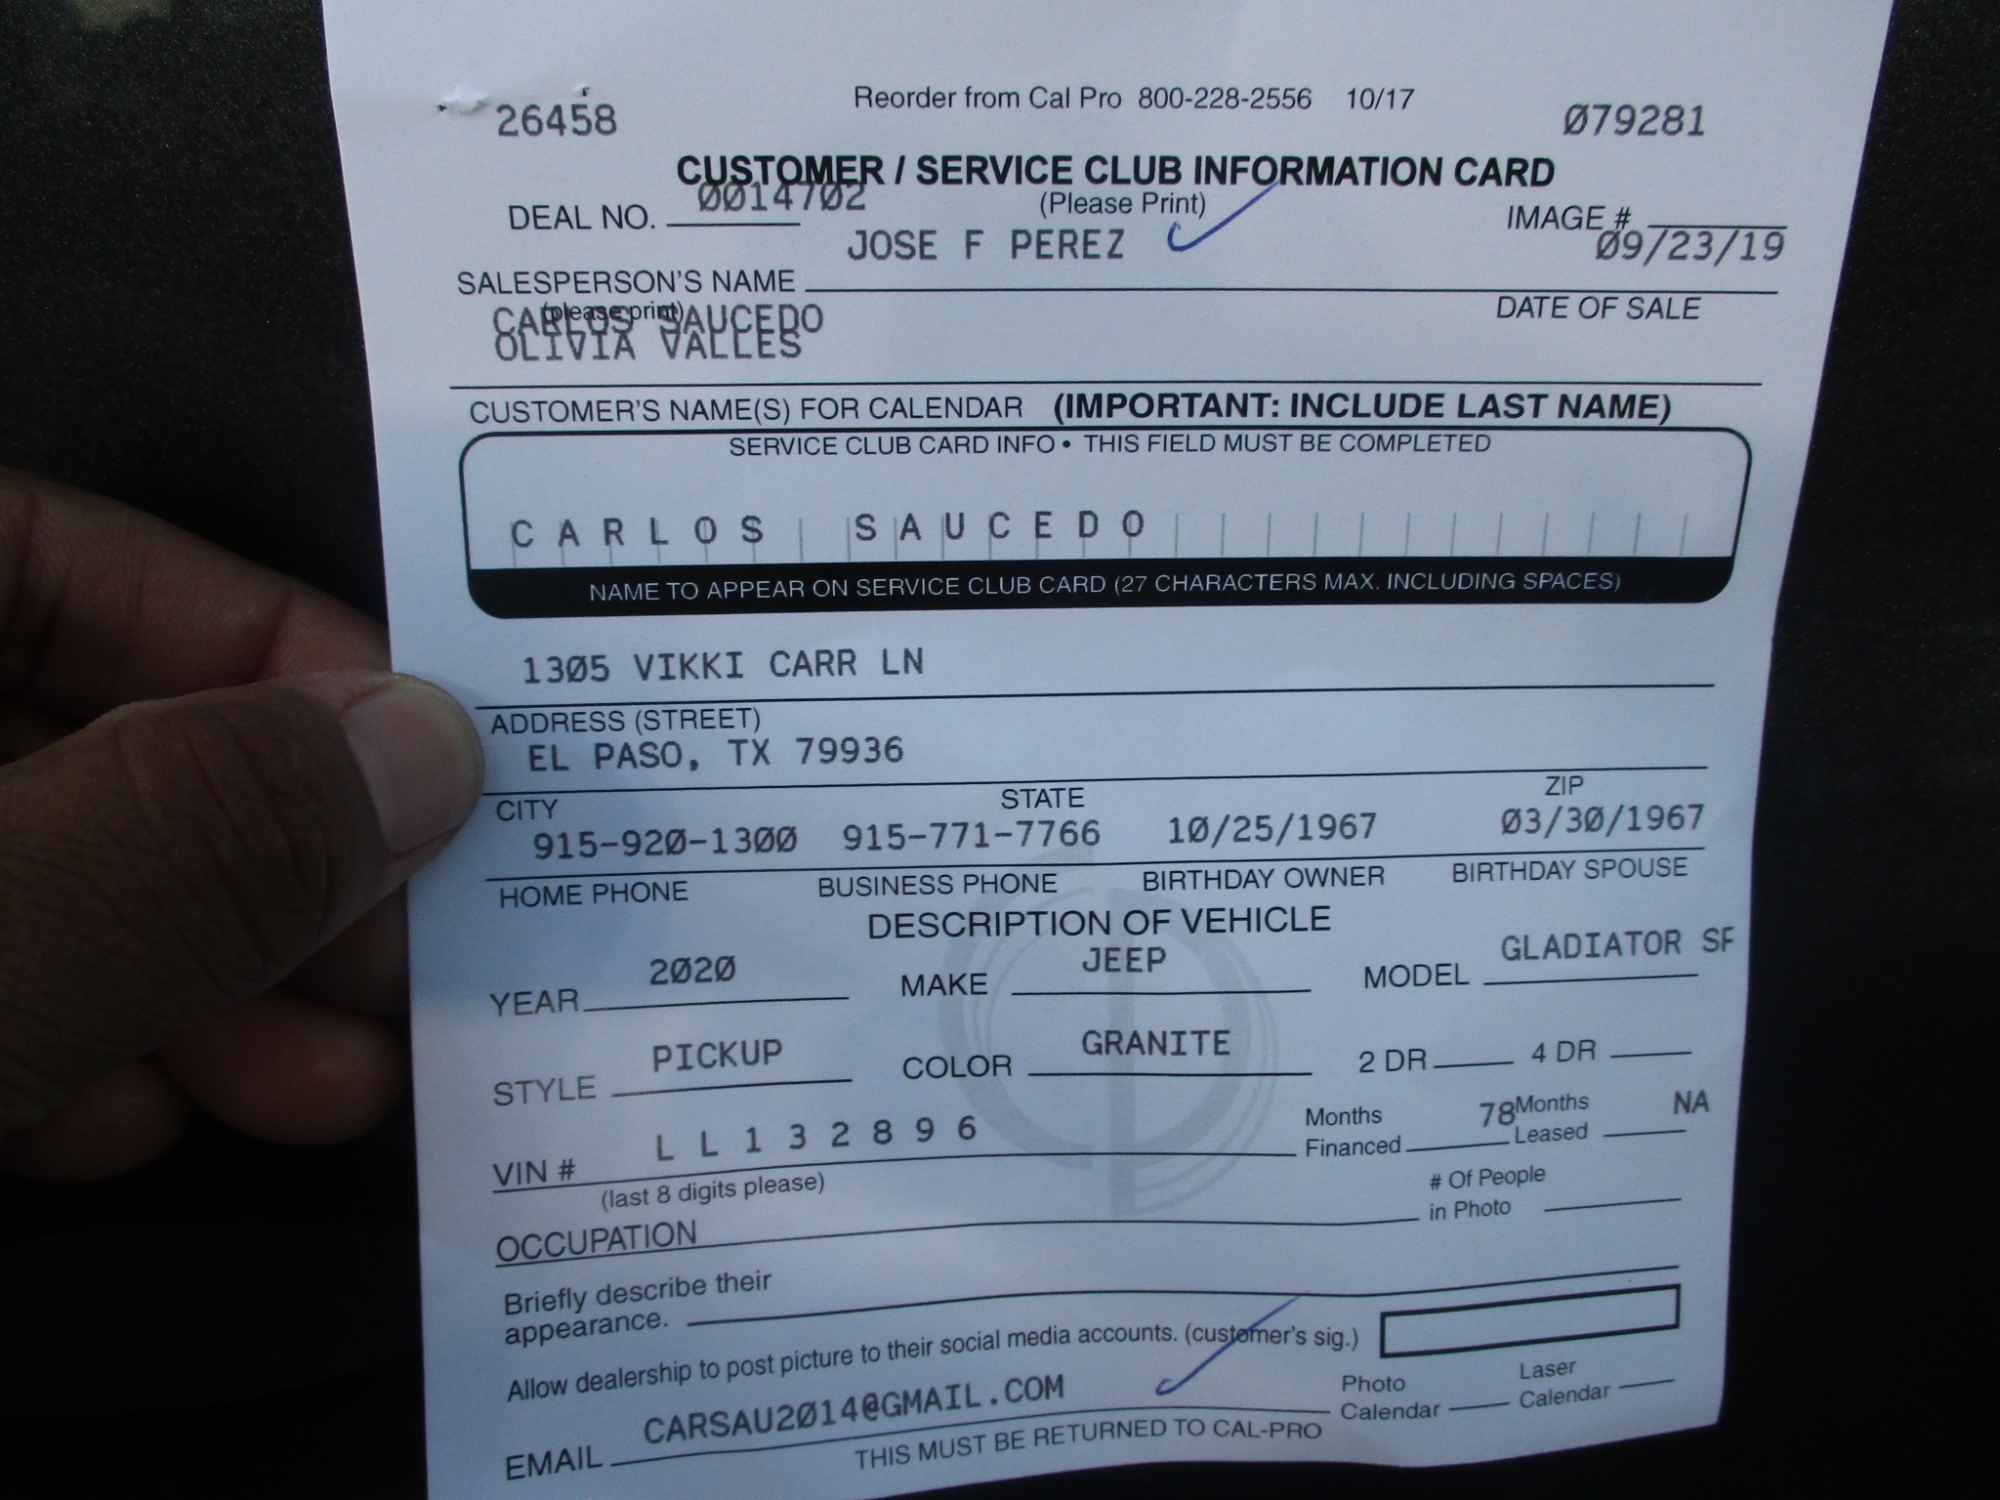 Reorder from Cal Pro 800-228-2556 10/17
26458 Ø79281
CUSTOMER / SERVICE CLUB INFORMATION CARD
DEAL NO. ØØ147Ø2 (Please Print) IMAGE #
JOSE F PEREZ Ø9/23/19
SALESPERSON'S NAME
(please print) DATE OF SALE
CARLOS SAUCEDO
OLIVIA VALLES
CUSTOMER'S NAME(S) FOR CALENDAR (IMPORTANT: INCLUDE LAST NAME)
SERVICE CLUB CARD INFO • THIS FIELD MUST BE COMPLETED
CARLOS SAUCEDO
NAME TO APPEAR ON SERVICE CLUB CARD (27 CHARACTERS MAX. INCLUDING SPACES)
13Ø5 VIKKI CARR LN
ADDRESS (STREET)
EL PASO, TX 79936
CITY STATE ZIP
915-92Ø-13ØØ 915-771-7766 1Ø/25/1967 Ø3/3Ø/1967
HOME PHONE BUSINESS PHONE BIRTHDAY OWNER BIRTHDAY SPOUSE
DESCRIPTION OF VEHICLE
YEAR 2Ø2Ø MAKE JEEP MODEL GLADIATOR SP
STYLE PICKUP COLOR GRANITE 2 DR 4 DR
VIN # LL132896 Months Financed 78 Months Leased NA
(last 8 digits please)
OCCUPATION # Of People in Photo
Briefly describe their
appearance.
Allow dealership to post picture to their social media accounts. (customer's sig.)
EMAIL CARSAU2Ø14@GMAIL.COM Photo Calendar Laser Calendar
THIS MUST BE RETURNED TO CAL-PRO